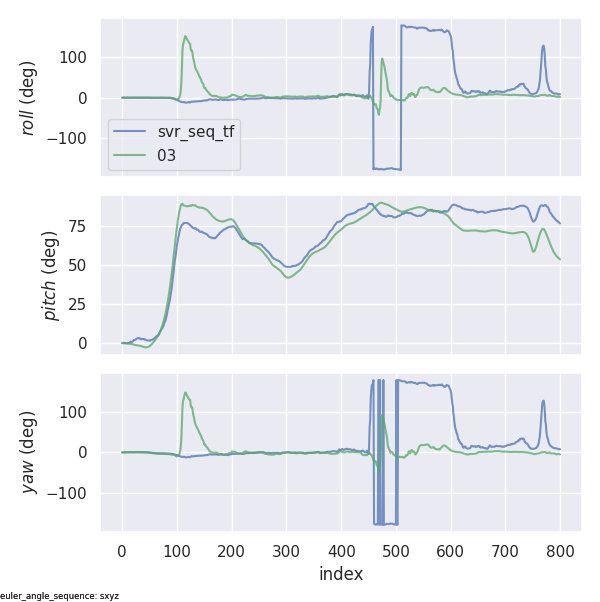 100
0
−100
roll (deg)
svr_seq_tf
03
75
50
25
0
pitch (deg)
100
0
−100
yaw (deg)
0 100 200 300 400 500 600 700 800
index
euler_angle_sequence: sxyz